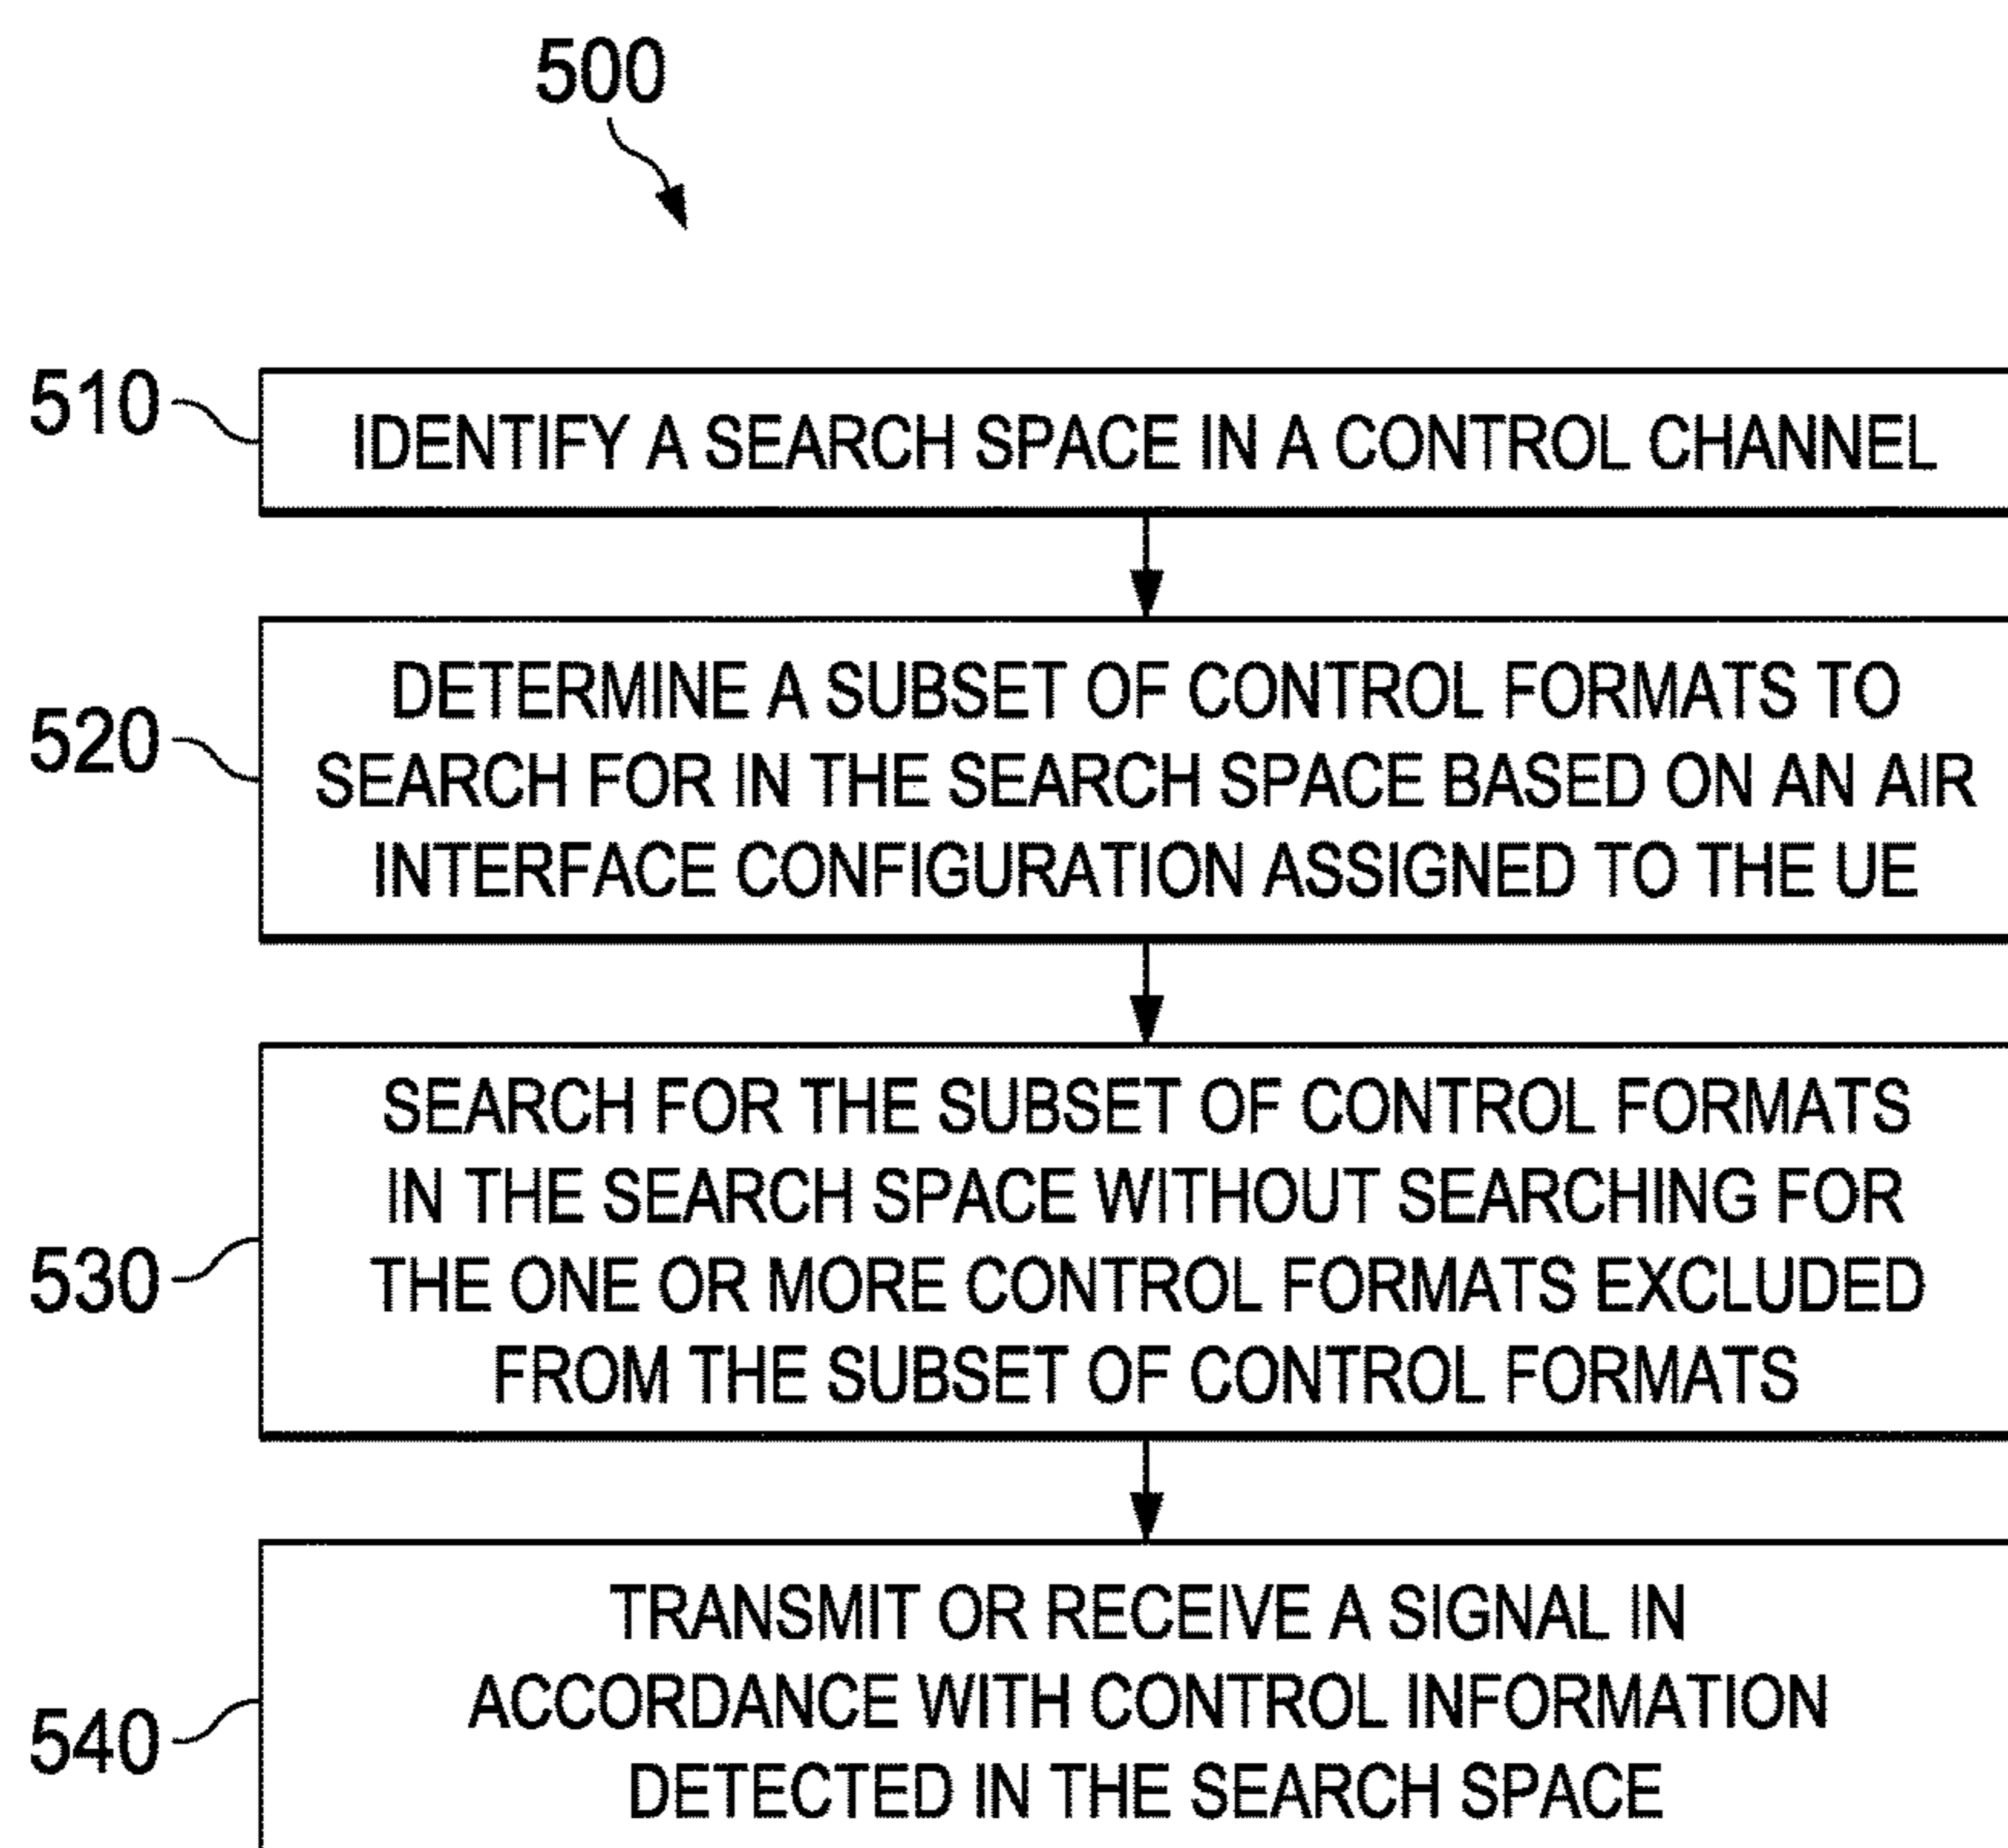 500
510
IDENTIFY A SEARCH SPACE IN A CONTROL CHANNEL
520
DETERMINE A SUBSET OF CONTROL FORMATS TO
SEARCH FOR IN THE SEARCH SPACE BASED ON AN AIR
INTERFACE CONFIGURATION ASSIGNED TO THE UE
530
SEARCH FOR THE SUBSET OF CONTROL FORMATS
IN THE SEARCH SPACE WITHOUT SEARCHING FOR
THE ONE OR MORE CONTROL FORMATS EXCLUDED
FROM THE SUBSET OF CONTROL FORMATS
540
TRANSMIT OR RECEIVE A SIGNAL IN
ACCORDANCE WITH CONTROL INFORMATION
DETECTED IN THE SEARCH SPACE